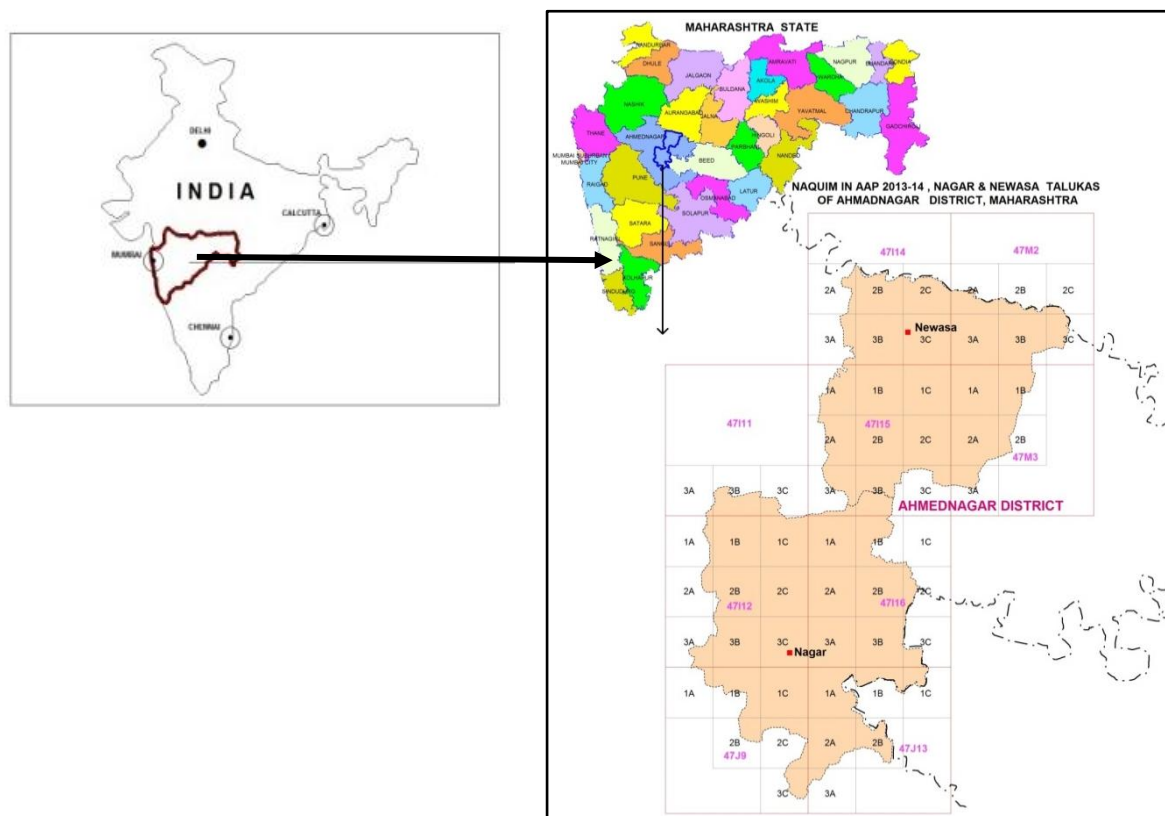 DELHI
INDIA
CALCUTTA
MUMBAI
CHENNAI
MAHARASHTRA STATE
NANDURBAR
DHULE
JALGAON
BULDANA
AKOLA
AMRAVATI
WARDHA
NAGPUR
BHANDARA
GONDIA
NASHIK
AURANGABAD
JALNA
WASHIM
YAVATMAL
CHANDRAPUR
GADCHIROLI
THANE
AHMEDNAGAR
HINGOLI
PARBHANI
NANDED
MUMBAI SUBURBAN
MUMBAI CITY
BEED
PUNE
RAIGAD
LATUR
OSMANABAD
SOLAPUR
SATARA
RATNAGIRI
SANGLI
KOLHAPUR
SINDUDURG
NAQUIM IN AAP 2013-14 , NAGAR & NEWASA TALUKAS
OF AHMADNAGAR DISTRICT, MAHARASHTRA
47I14 47M2
2A 2B 2C 2A 2B 2C
Newasa
3A 3B 3C 3A 3B 3C
1A 1B 1C 1A 1B
47I11 47I15
2A 2B 2C 2A 2B
47M3
3A 3B 3C 3A 3B 3C 3A
AHMEDNAGAR DISTRICT
1A 1B 1C 1A 1B 1C
2A 2B 2C 2A 2B 2C
47I12 47I16
3A 3B 3C 3A 3B 3C
Nagar
1A 1B 1C 1A 1B 1C
2B 2C 2A 2B
47J9 47J13
3C 3A